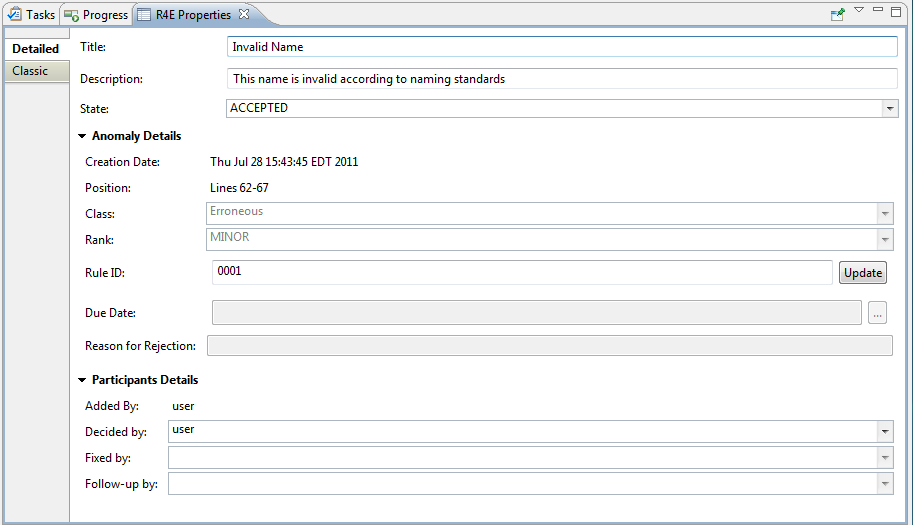 Tasks Progress R4E Properties
Detailed
Classic
Title: Invalid Name
Description: This name is invalid according to naming standards
State: ACCEPTED
Anomaly Details
Creation Date: Thu Jul 28 15:43:45 EDT 2011
Position: Lines 62-67
Class: Erroneous
Rank: MINOR
Rule ID: 0001 Update
Due Date: ...
Reason for Rejection:
Participants Details
Added By: user
Decided by: user
Fixed by:
Follow-up by: